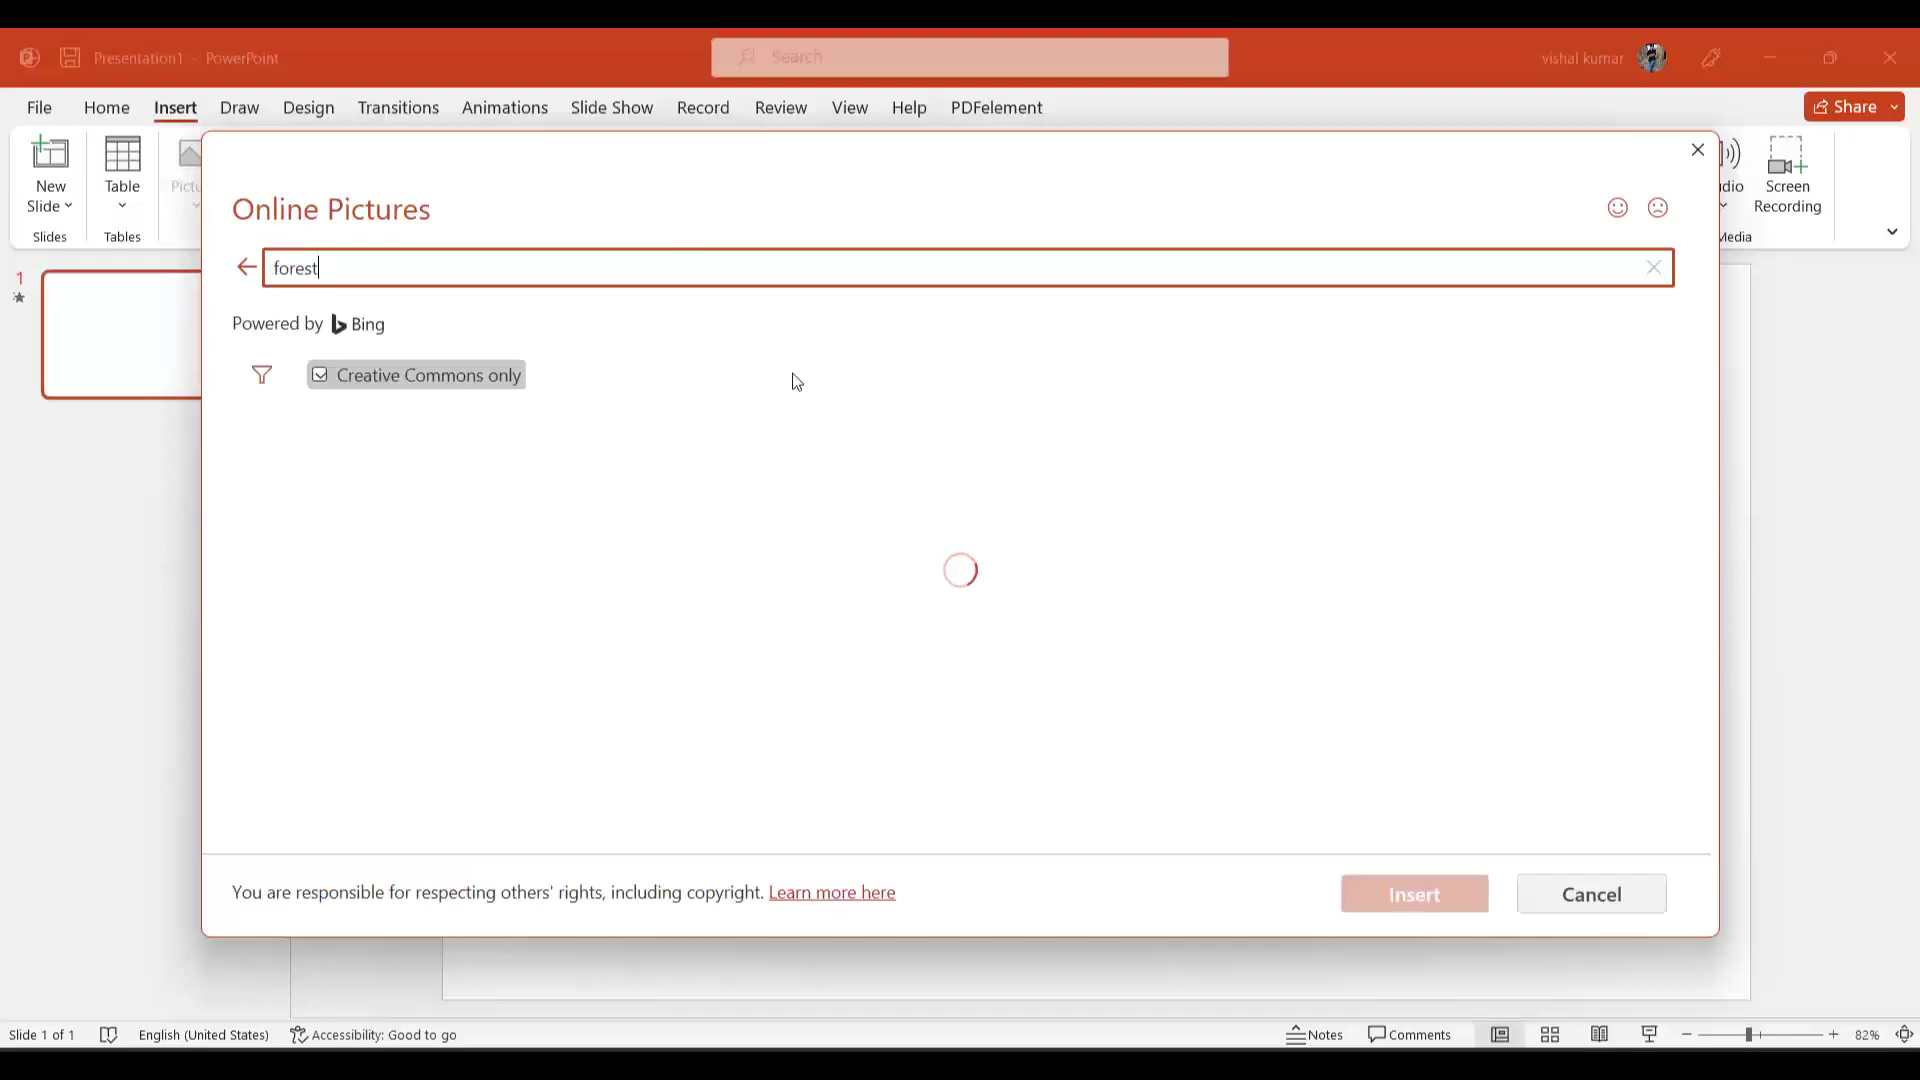 Presentation1 - PowerPoint
Search
vishal kumar
File Home Insert Draw Design Transitions Animations Slide Show Record Review View Help PDFelement
Share
New Slide
Table
Pictu
dio
Screen Recording
Slides
Tables
Media
Online Pictures
forest
Powered by Bing
Creative Commons only
1
You are responsible for respecting others' rights, including copyright. Learn more here
Insert
Cancel
Slide 1 of 1 English (United States) Accessibility: Good to go Notes Comments 82%